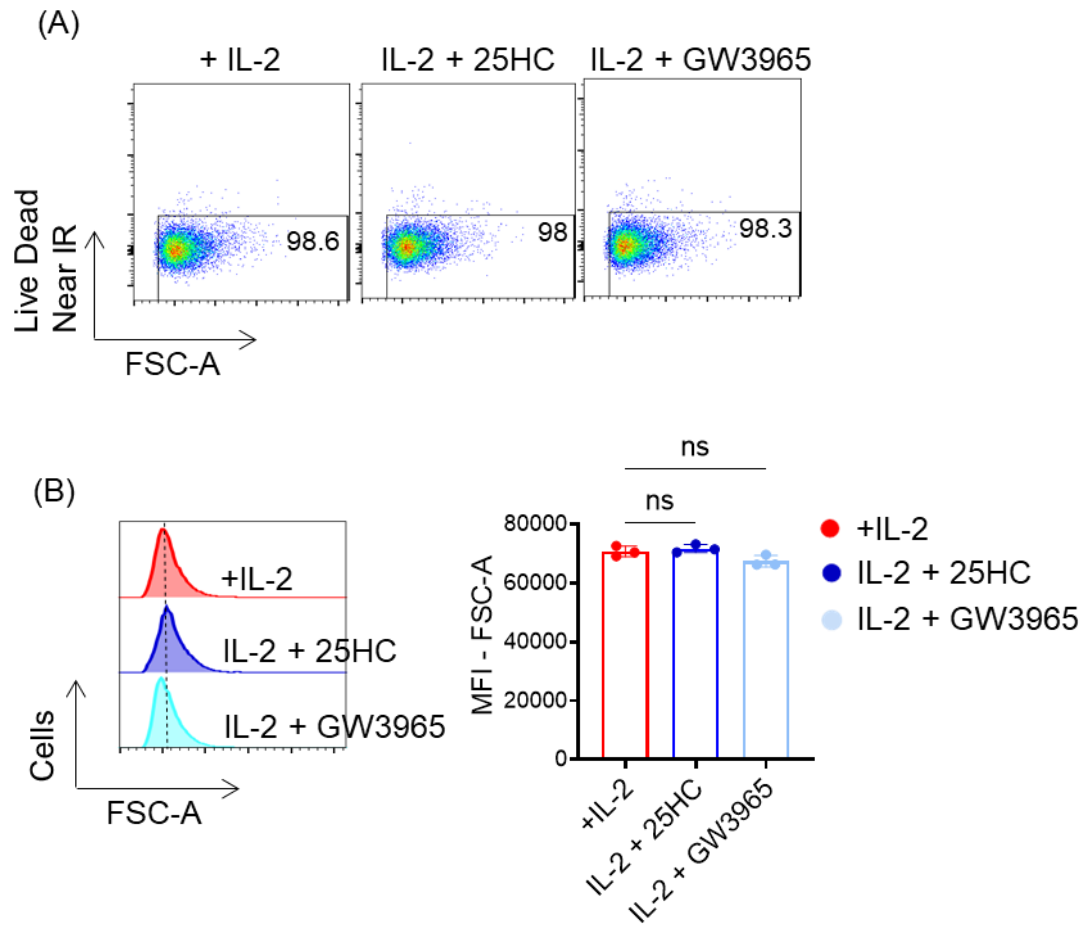 (A)
+ IL-2
IL-2 + 25HC
IL-2 + GW3965
98.6
98
98.3
Live Dead
Near IR
FSC-A
(B)
+IL-2
IL-2 + 25HC
IL-2 + GW3965
Cells
FSC-A
ns
ns
80000
60000
40000
20000
0
MFI - FSC-A
+IL-2
IL-2 + 25HC
IL-2 + GW3965
+IL-2
IL-2 + 25HC
IL-2 + GW3965